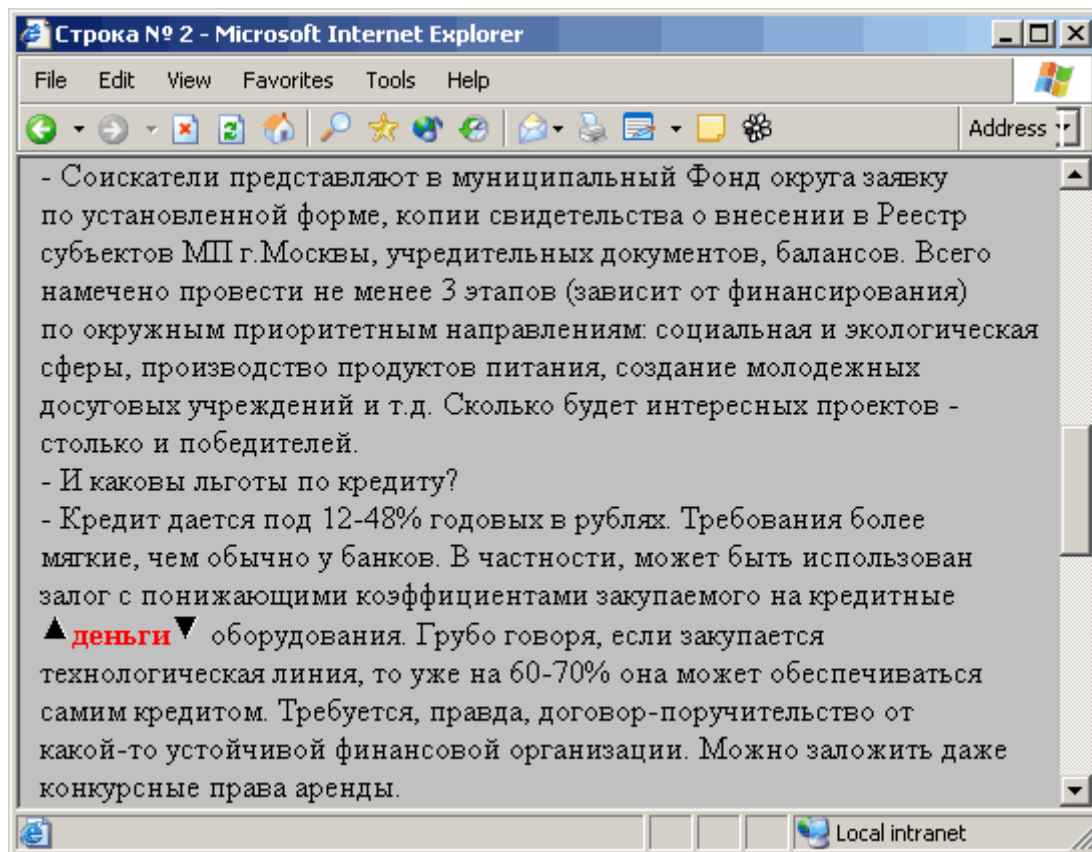 Строка № 2 - Microsoft Internet Explorer
File Edit View Favorites Tools Help
Address
- Соискатели представляют в муниципальный Фонд округа заявку
по установленной форме, копии свидетельства о внесении в Реестр
субъектов МП г.Москвы, учредительных документов, балансов. Всего
намечено провести не менее 3 этапов (зависит от финансирования)
по окружным приоритетным направлениям: социальная и экологическая
сферы, производство продуктов питания, создание молодежных
досуговых учреждений и т.д. Сколько будет интересных проектов -
столько и победителей.
- И каковы льготы по кредиту?
- Кредит дается под 12-48% годовых в рублях. Требования более
мягкие, чем обычно у банков. В частности, может быть использован
залог с понижающими коэффициентами закупаемого на кредитные
▲деньги▼ оборудования. Грубо говоря, если закупается
технологическая линия, то уже на 60-70% она может обеспечиваться
самим кредитом. Требуется, правда, договор-поручительство от
какой-то устойчивой финансовой организации. Можно заложить даже
конкурсные права аренды.
Local intranet